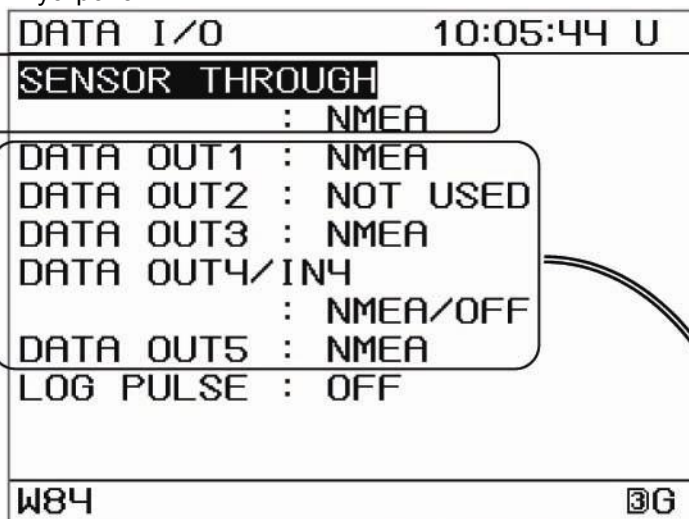 DATA I/O 10:05:44 U
SENSOR THROUGH
: NMEA
DATA OUT1 : NMEA
DATA OUT2 : NOT USED
DATA OUT3 : NMEA
DATA OUT4/IN4
: NMEA/OFF
DATA OUT5 : NMEA
LOG PULSE : OFF
W84 3G